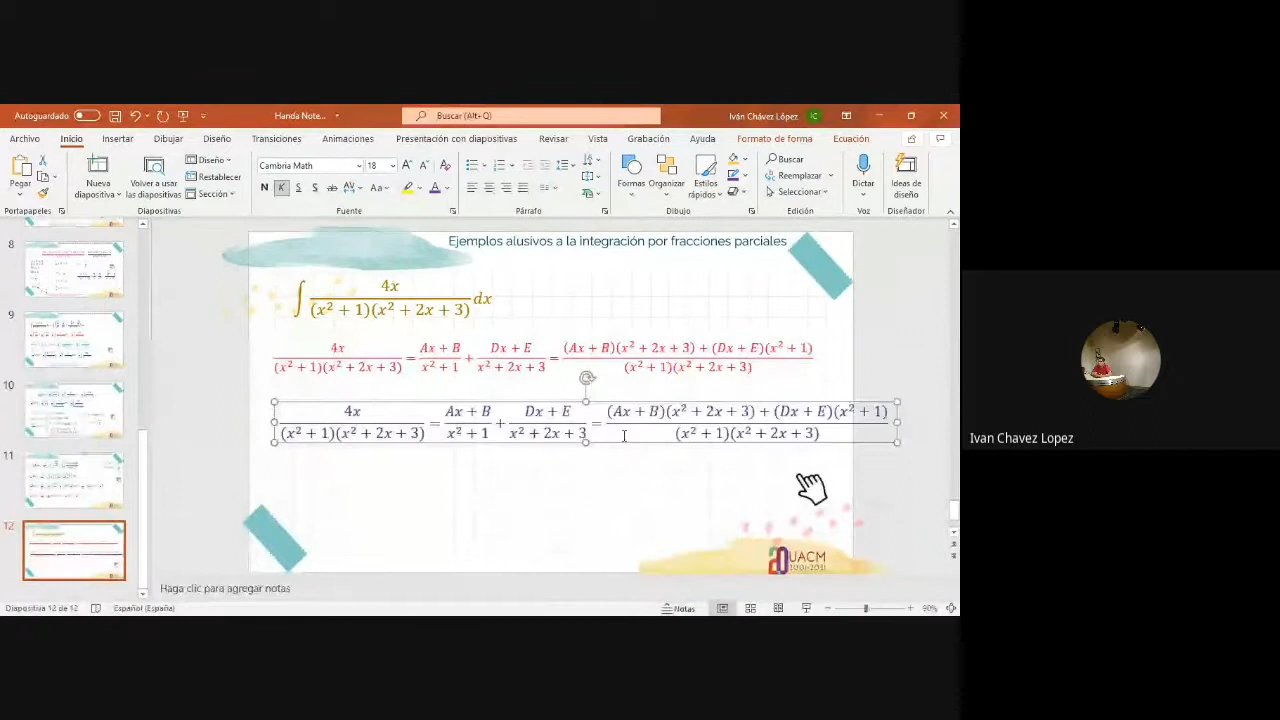 Autoguardado
Handa Note...
Buscar (Alt+Q)
Iván Chávez López
IC
Archivo Inicio Insertar Dibujar Diseño Transiciones Animaciones Presentación con diapositivas Revisar Vista Grabación Ayuda Formato de forma Ecuación
Pegar
Nueva diapositiva
Volver a usar las diapositivas
Diseño
Restablecer
Sección
Cambria Math 18
N K S S ab AV Aa
Formas Organizar Estilos rápidos
Buscar
Reemplazar
Seleccionar
Dictar
Ideas de diseño
Portapapeles Diapositivas Fuente Párrafo Dibujo Edición Voz Diseñador
8
9
10
11
12
Ejemplos alusivos a la integración por fracciones parciales
∫ 4x / (x² + 1)(x² + 2x + 3) dx
4x / (x² + 1)(x² + 2x + 3) = Ax + B / x² + 1 + Dx + E / x² + 2x + 3 = (Ax + B)(x² + 2x + 3) + (Dx + E)(x² + 1) / (x² + 1)(x² + 2x + 3)
4x / (x² + 1)(x² + 2x + 3) = Ax + B / x² + 1 + Dx + E / x² + 2x + 3 = (Ax + B)(x² + 2x + 3) + (Dx + E)(x² + 1) / (x² + 1)(x² + 2x + 3)
20 UACM
Haga clic para agregar notas
Diapositiva 12 de 12 Español (España) Notas 90%
Ivan Chavez Lopez